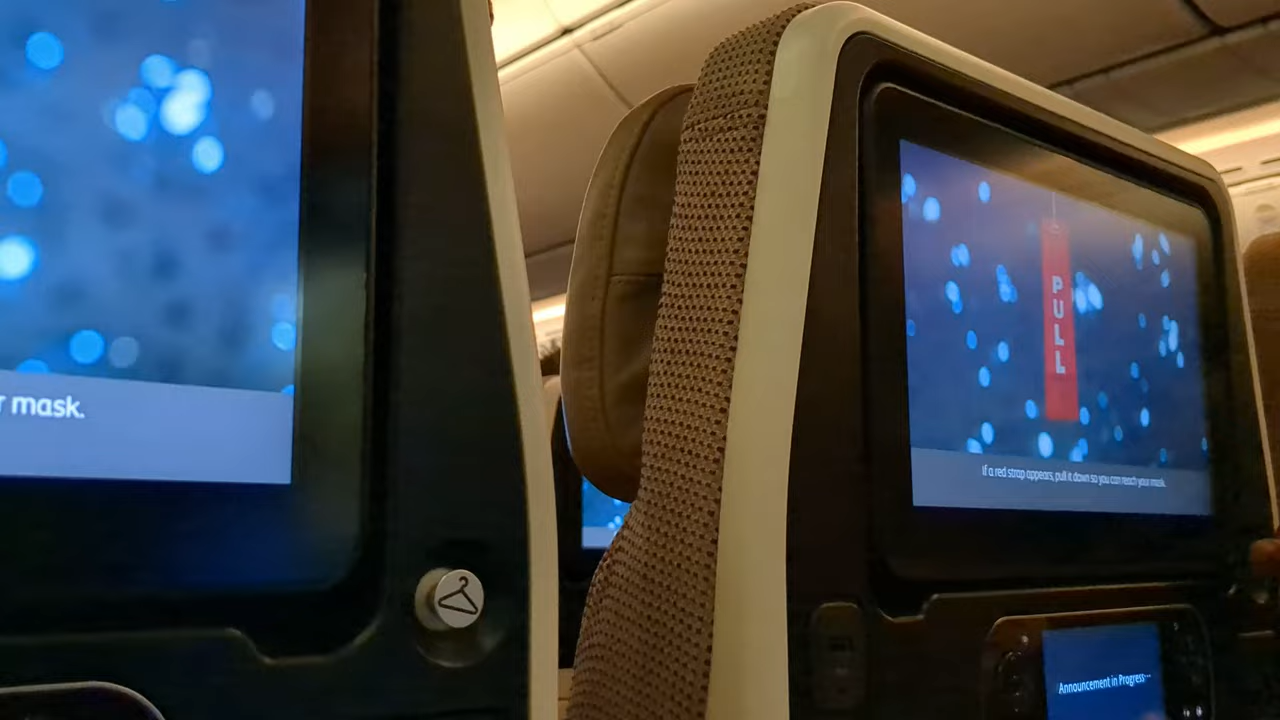 r mask.
PULL
If a red strap appears, pull it down so you can reach your mask.
Announcement in Progress...